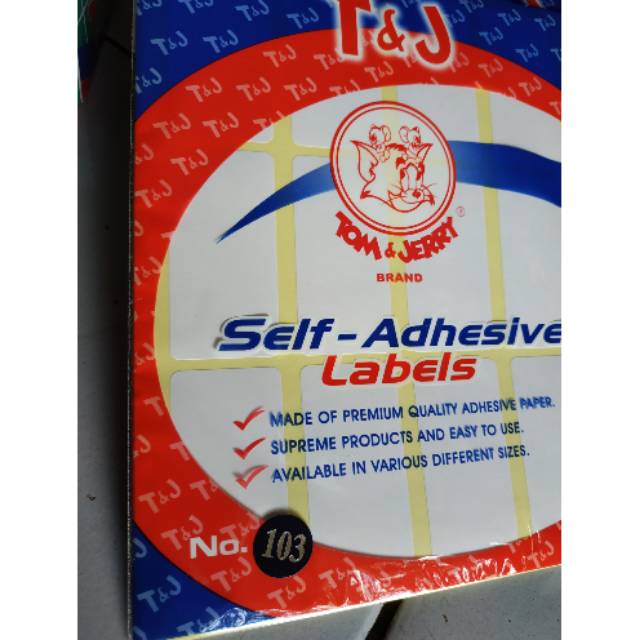 T&J
TOM & JERRY®
BRAND
Self-Adhesive
Labels
MADE OF PREMIUM QUALITY ADHESIVE PAPER.
SUPREME PRODUCTS AND EASY TO USE.
AVAILABLE IN VARIOUS DIFFERENT SIZES.
No. 103